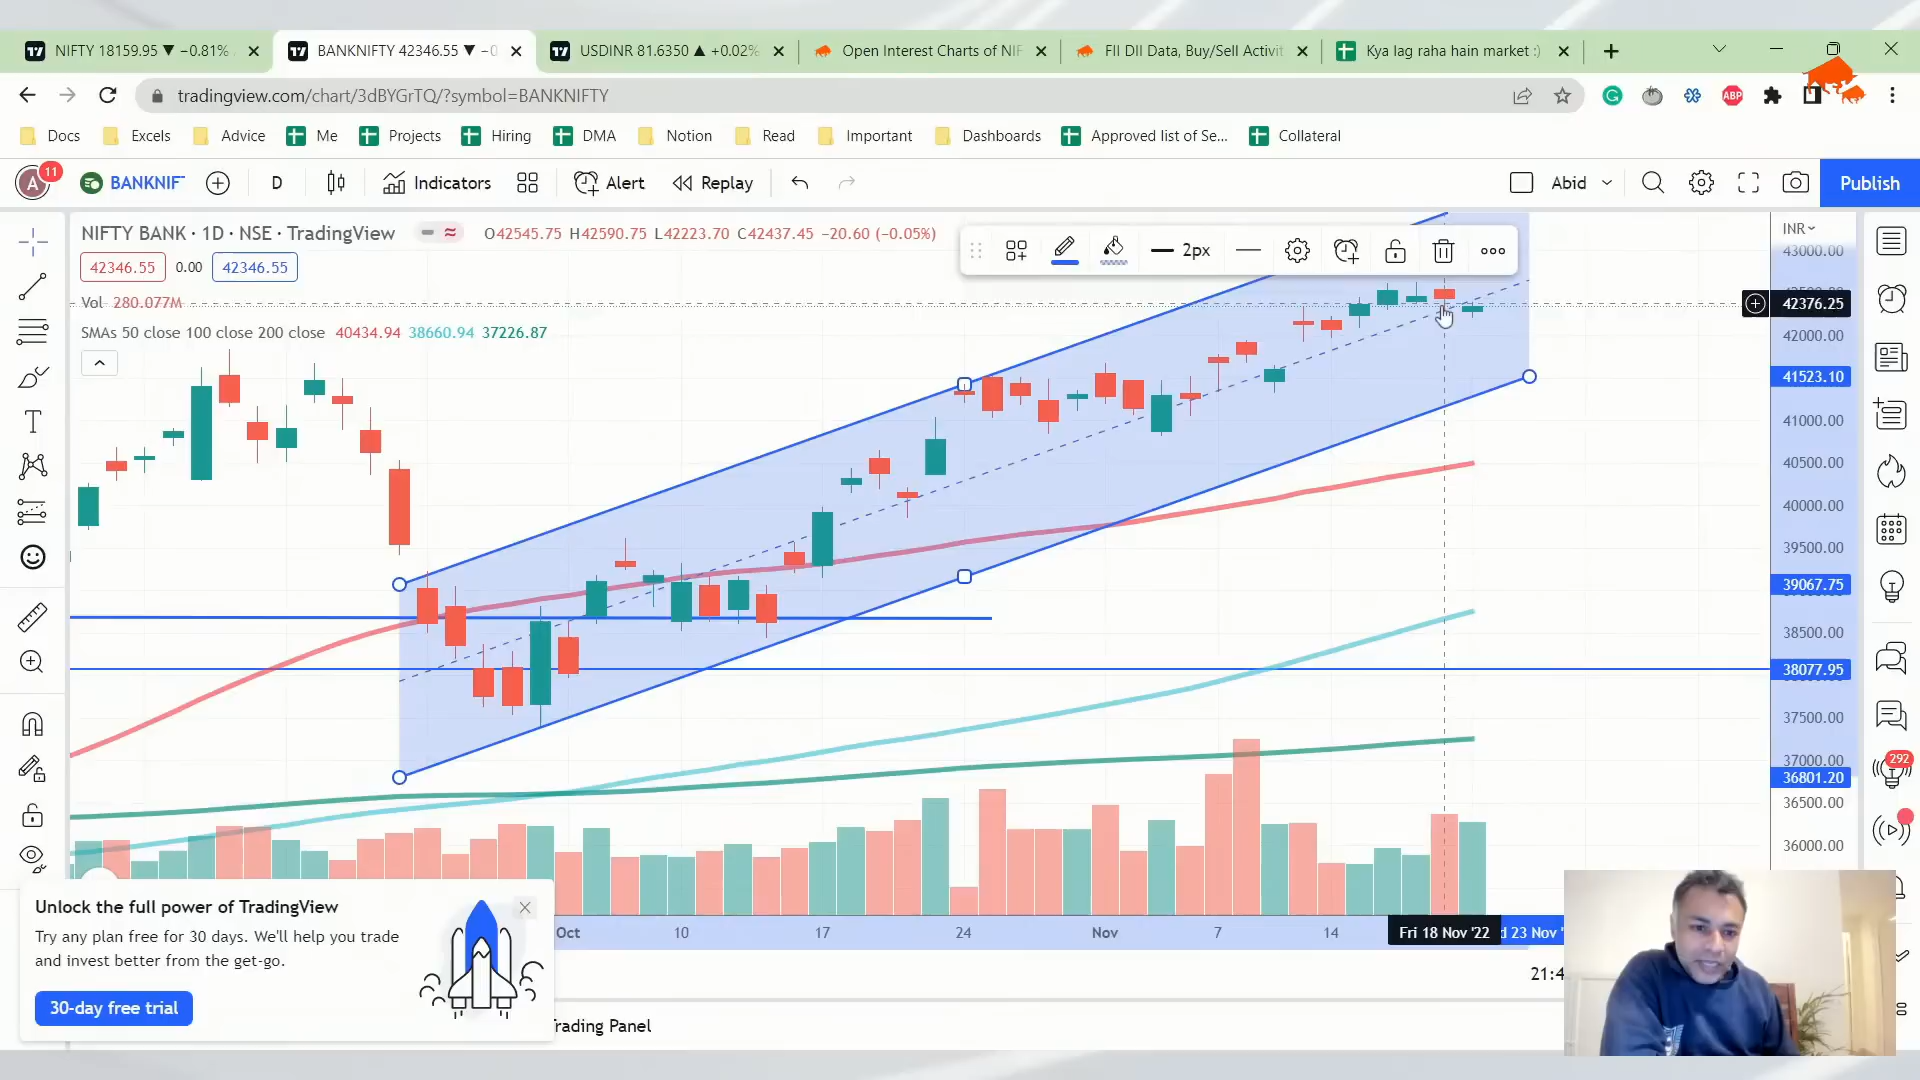 NIFTY 18159.95 ▼ −0.81%
BANKNIFTY 42346.55 ▼ −0
USDINR 81.6350 ▲ +0.02%
Open Interest Charts of NIF
FII DII Data, Buy/Sell Activit
Kya lag raha hain market :)
tradingview.com/chart/3dBYGrTQ/?symbol=BANKNIFTY
ABP
Docs
Excels
Advice
Me
Projects
Hiring
DMA
Notion
Read
Important
Dashboards
Approved list of Se...
Collateral
A
11
BANKNIF
D
Indicators
Alert
Replay
Abid
Publish
NIFTY BANK · 1D · NSE · TradingView
O42545.75 H42590.75 L42223.70 C42437.45 −20.60 (−0.05%)
2px
INR
43000.00
42346.55
0.00
42346.55
Vol 280.077M
42376.25
SMAs 50 close 100 close 200 close 40434.94 38660.94 37226.87
42000.00
41523.10
41000.00
40500.00
40000.00
39500.00
39067.75
38500.00
38077.95
37500.00
37000.00
36801.20
36500.00
36000.00
292
Unlock the full power of TradingView
Try any plan free for 30 days. We'll help you trade
and invest better from the get-go.
30-day free trial
Oct
10
17
24
Nov
7
14
Fri 18 Nov '22
d 23 Nov '
21:4
Trading Panel